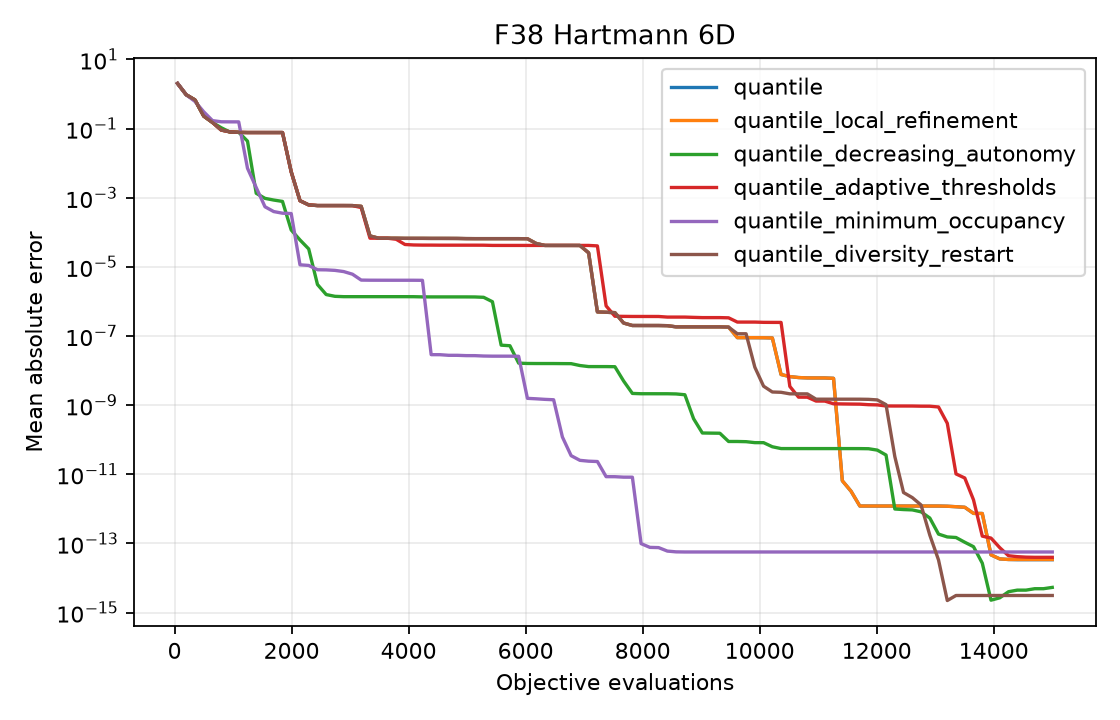 F38 Hartmann 6D
10^1
10^−1
10^−3
10^−5
10^−7
10^−9
10^−11
10^−13
10^−15
Mean absolute error
quantile
quantile_local_refinement
quantile_decreasing_autonomy
quantile_adaptive_thresholds
quantile_minimum_occupancy
quantile_diversity_restart
0 2000 4000 6000 8000 10000 12000 14000
Objective evaluations